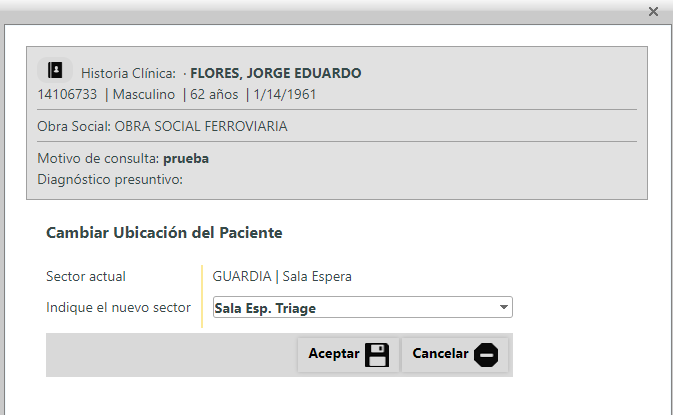 Historia Clínica: · FLORES, JORGE EDUARDO
14106733 | Masculino | 62 años | 1/14/1961
Obra Social: OBRA SOCIAL FERROVIARIA
Motivo de consulta: prueba
Diagnóstico presuntivo:
Cambiar Ubicación del Paciente
Sector actual GUARDIA | Sala Espera
Indique el nuevo sector Sala Esp. Triage
Aceptar Cancelar